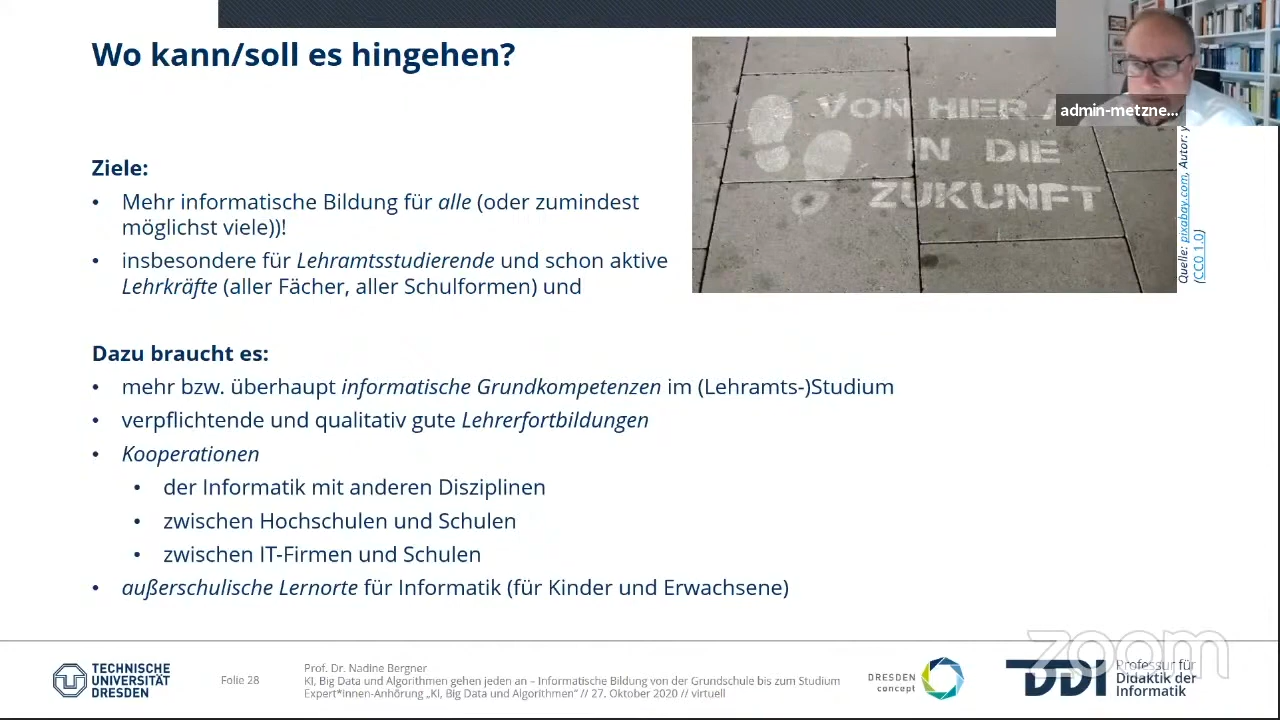 Wo kann/soll es hingehen?
VON HIER A
IN DIE
ZUKUNFT
admin-metzne...
Quelle: pixabay.com, Autor: y
(CC0 1.0)
Ziele:
• Mehr informatische Bildung für alle (oder zumindest
möglichst viele))!
• insbesondere für Lehramtsstudierende und schon aktive
Lehrkräfte (aller Fächer, aller Schulformen) und
Dazu braucht es:
• mehr bzw. überhaupt informatische Grundkompetenzen im (Lehramts-)Studium
• verpflichtende und qualitativ gute Lehrerfortbildungen
• Kooperationen
• der Informatik mit anderen Disziplinen
• zwischen Hochschulen und Schulen
• zwischen IT-Firmen und Schulen
• außerschulische Lernorte für Informatik (für Kinder und Erwachsene)
TECHNISCHE
UNIVERSITÄT
DRESDEN
Folie 28
Prof. Dr. Nadine Bergner
KI, Big Data und Algorithmen gehen jeden an – Informatische Bildung von der Grundschule bis zum Studium
Expert*innen-Anhörung „KI, Big Data und Algorithmen“ // 27. Oktober 2020 // virtuell
DRESDEN
concept
DDI
Professur für
Didaktik der
Informatik
zoom